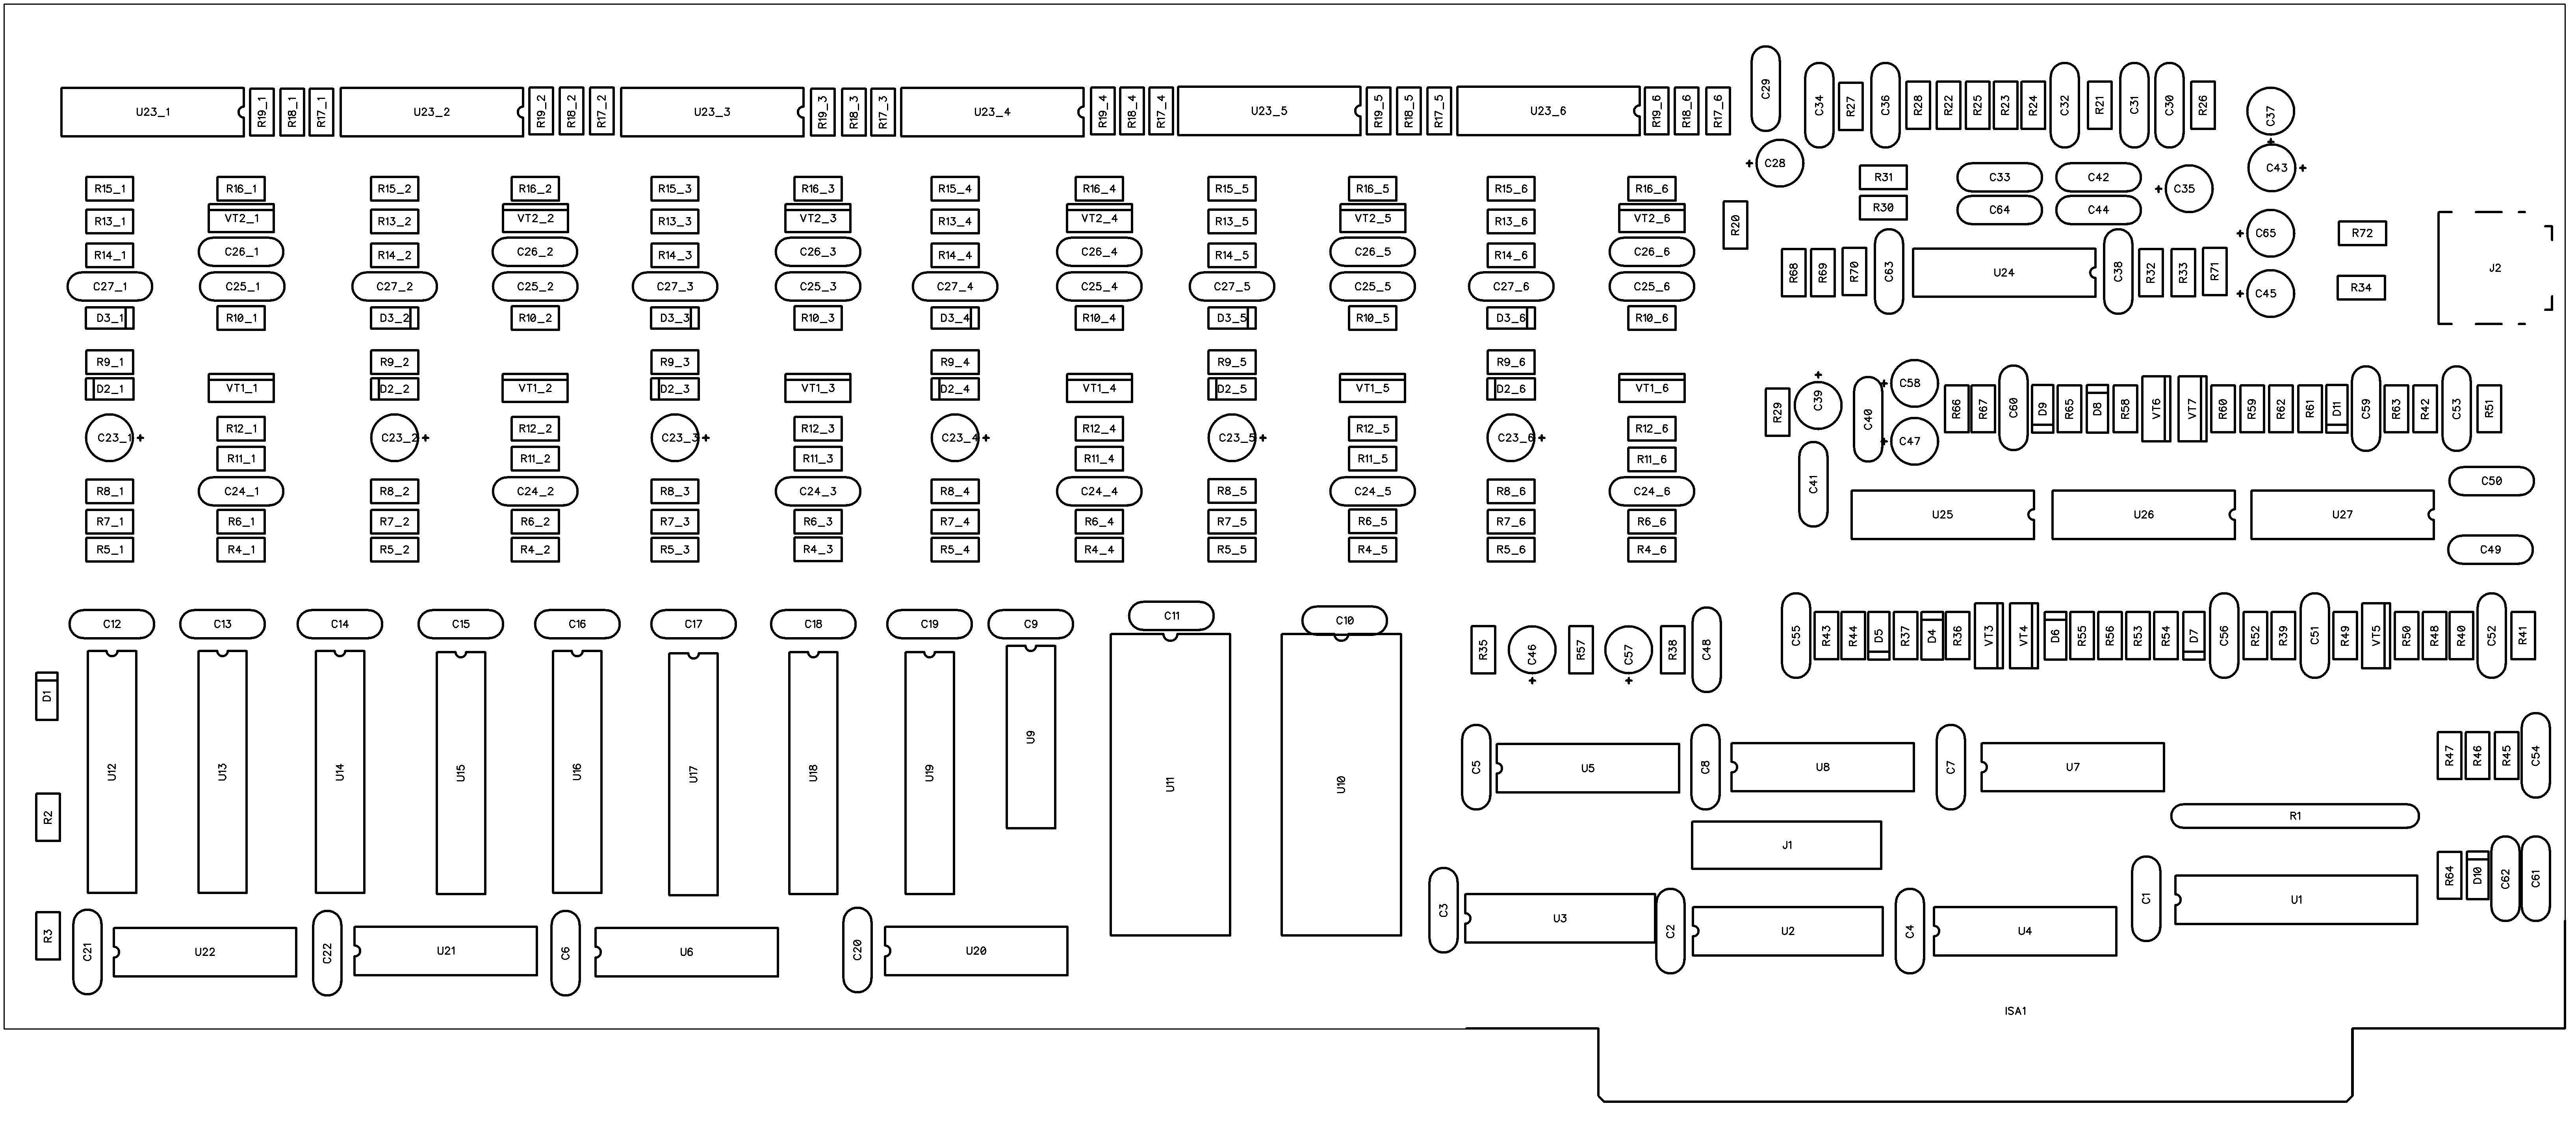 U23_1 R19_1 R18_1 R17_1 U23_2 R19_2 R18_2 R17_2 U23_3 R19_3 R18_3 R17_3 U23_4 R19_4 R18_4 R17_4 U23_5 R19_5 R18_5 R17_5 U23_6 R19_6 R18_6 R17_6 C29 C34 R27 C36 R28 R22 R25 R23 R24 C32 R21 C31 C30 R26 C37
+
+ C28 C43 +
R15_1 R16_1 R15_2 R16_2 R15_3 R16_3 R15_4 R16_4 R15_5 R16_5 R15_6 R16_6 R31 C33 C42 + C35
R13_1 VT2_1 R13_2 VT2_2 R13_3 VT2_3 R13_4 VT2_4 R13_5 VT2_5 R13_6 VT2_6 R20 R30 C64 C44
+ C65 R72
R14_1 C26_1 R14_2 C26_2 R14_3 C26_3 R14_4 C26_4 R14_5 C26_5 R14_6 C26_6
R68 R69 R70 C63 U24 C38 R32 R33 R71 J2
C27_1 C25_1 C27_2 C25_2 C27_3 C25_3 C27_4 C25_4 C27_5 C25_5 C27_6 C25_6 + C45 R34
D3_1 R10_1 D3_2 R10_2 D3_3 R10_3 D3_4 R10_4 D3_5 R10_5 D3_6 R10_6
R9_1 R9_2 R9_3 R9_4 R9_5 R9_6
D2_1 VT1_1 D2_2 VT1_2 D2_3 VT1_3 D2_4 VT1_4 D2_5 VT1_5 D2_6 VT1_6 + + C58
R29 C39 C40 R66 R67 C60 D9 R65 D8 R58 VT6 VT7 R60 R59 R62 R61 D11 C59 R63 R42 C53 R51
C23_1 + R12_1 C23_2 + R12_2 C23_3 + R12_3 C23_4 + R12_4 C23_5 + R12_5 C23_6 + R12_6 + C47
R11_1 R11_2 R11_3 R11_4 R11_5 R11_6
R8_1 C24_1 R8_2 C24_2 R8_3 C24_3 R8_4 C24_4 R8_5 C24_5 R8_6 C24_6 C41 C50
R7_1 R6_1 R7_2 R6_2 R7_3 R6_3 R7_4 R6_4 R7_5 R6_5 R7_6 R6_6 U25 U26 U27
R5_1 R4_1 R5_2 R4_2 R5_3 R4_3 R5_4 R4_4 R5_5 R4_5 R5_6 R4_6 C49
C12 C13 C14 C15 C16 C17 C18 C19 C9 C11 C10
R35 C46 R57 C57 R38 C48 C55 R43 R44 D5 R37 D4 R36 VT3 VT4 D6 R55 R56 R53 R54 D7 C56 R52 R39 C51 R49 VT5 R50 R48 R40 C52 R41
+ +
D1
U12 U13 U14 U15 U16 U17 U18 U19 U9 U11 U10 C5 U5 C8 U8 C7 U7 R47 R46 R45 C54
R2 R1
J1
R64 D10 C62 C61
C3 U3 C2 U2 C4 U4 C1 U1
R3 C21 U22 C22 U21 C6 U6 C20 U20
ISA1